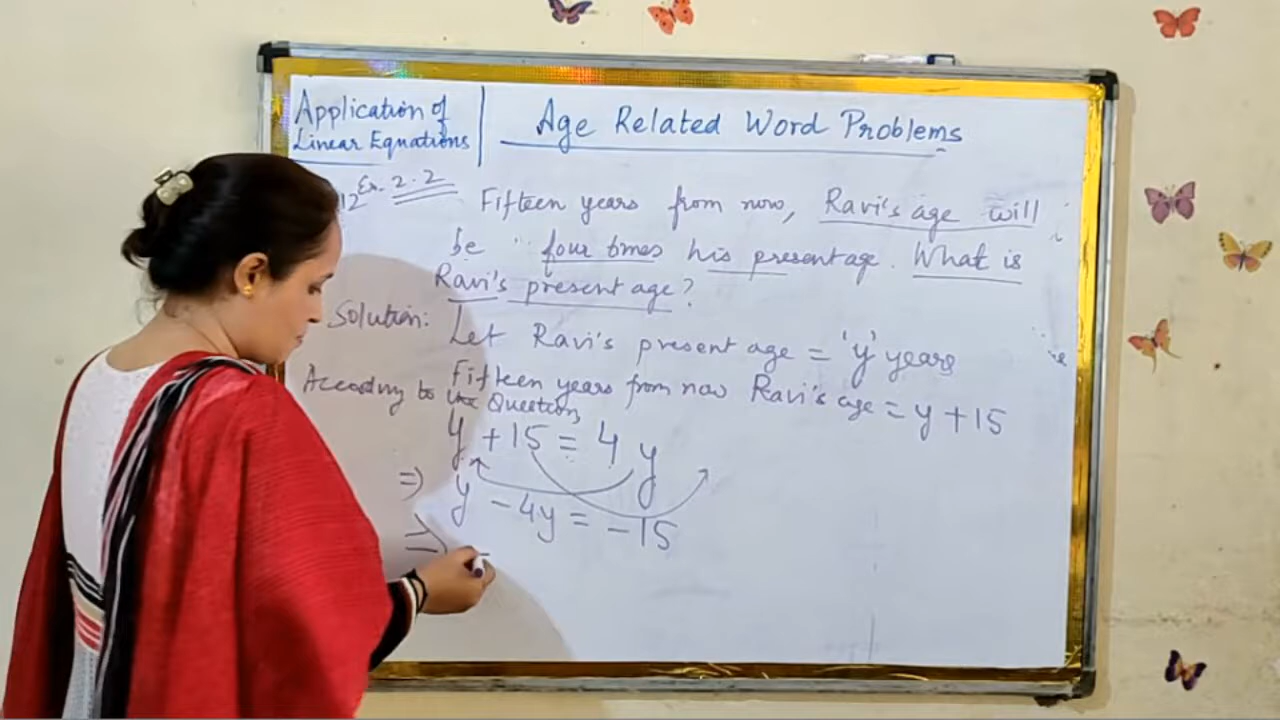 Application of
Linear Equations
Age Related Word Problems
12 Ex. 2.2
Fifteen years from now, Ravi's age will
be four times his present age. What is
Ravi's present age?
Solution: Let Ravi's present age = 'y' years
Fifteen years from now Ravi's age = y + 15
According to the Question,
y + 15 = 4 y
⇒ y - 4y = -15
⇒ -